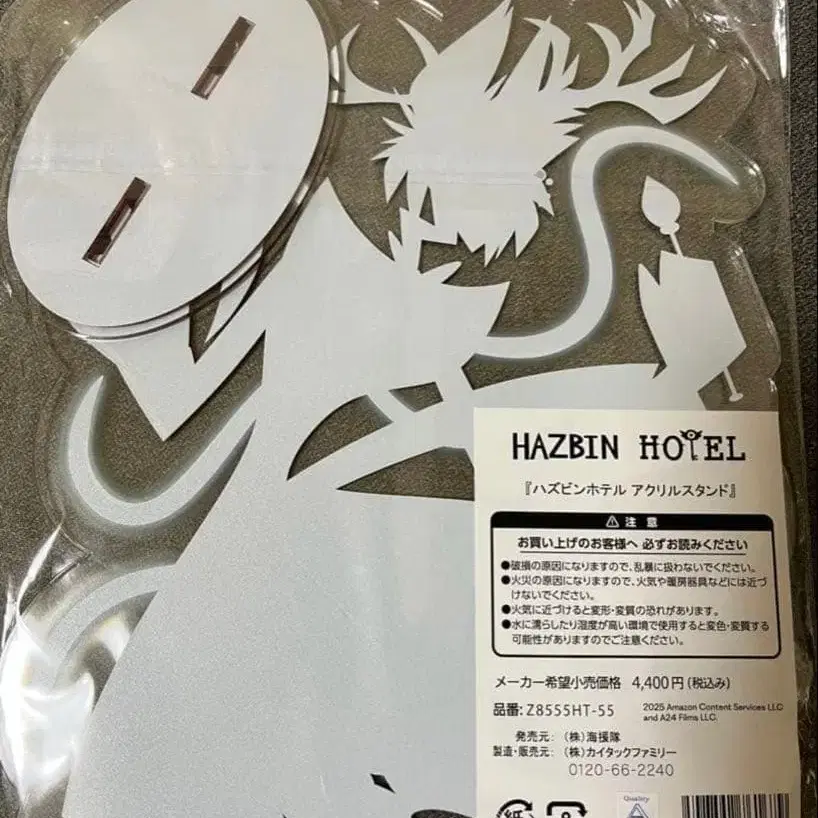 HAZBIN HOTEL
『ハズビンホテル アクリルスタンド』
⚠ 注 意
お買い上げのお客様へ 必ずお読みください
●破損の原因になりますので、乱暴に扱わないでください。
●火災の原因になりますので、火気や暖房器具などには近づ
けないでください。
●火気に近づけると変形・変質の恐れがあります。
●水に濡らしたり湿度が高い環境で使用すると変色・変質する
可能性がありますのでご注意ください。
メーカー希望小売価格 4,400円(税込み)
品番: Z8555HT-55
2025 Amazon Content Services LLC
and A24 Films LLC.
発売元: (株)海援隊
製造・販売元: (株)カイタックファミリー
0120-66-2240
紙
Quality